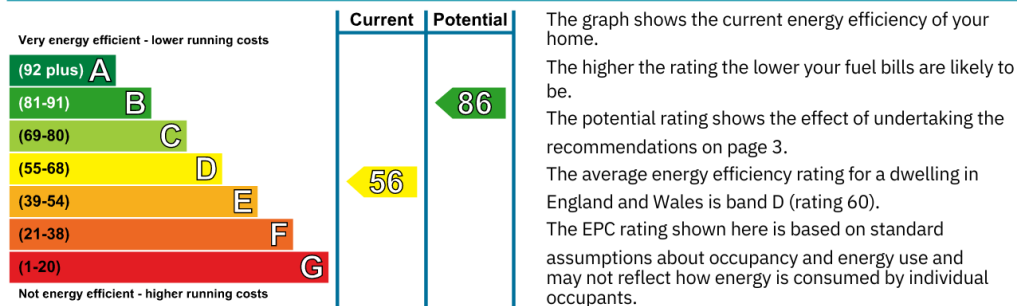 Current Potential
Very energy efficient - lower running costs
(92 plus) A
(81-91) B
86
(69-80) C
(55-68) D
56
(39-54) E
(21-38) F
(1-20) G
Not energy efficient - higher running costs
The graph shows the current energy efficiency of your
home.
The higher the rating the lower your fuel bills are likely to
be.
The potential rating shows the effect of undertaking the
recommendations on page 3.
The average energy efficiency rating for a dwelling in
England and Wales is band D (rating 60).
The EPC rating shown here is based on standard
assumptions about occupancy and energy use and
may not reflect how energy is consumed by individual
occupants.